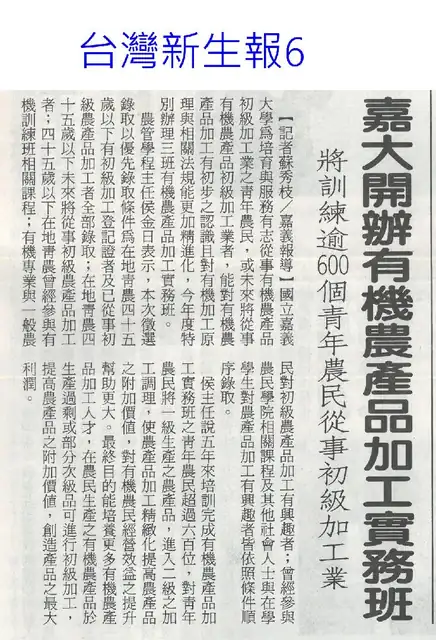 台灣新生報6
嘉大開辦有機農產品加工實務班
將訓練逾600個青年農民從事初級加工業
【記者蘇秀枝／嘉義報導】國立嘉義
大學為培育與服務有志從事有機農產品
初級加工業之青年農民，或未來將從事
有機農產品初級加工業者，能對有機農
產品加工有初步之認識且對有機加工原
理與相關法規能更加精進化，今年度特
別辦理三班有機農產品加工實務班。
農管學程主任侯金日表示，本次徵選
錄取以優先錄取條件為在地青農四十五
歲以下有初級加工登記證者及已從事初
級農產品加工者全部錄取；在地青農四
十五歲以下未來將從事初級農產品加工
者；四十五歲以下在地青農曾經參與有
機訓練班相關課程；有機專業與一般農
民對初級農產品加工有興趣者；曾經參與
農民學院相關課程及其他社會人士與在學
學生對農產品加工有興趣者皆依照條件順
序錄取。
侯主任說五年來培訓完成有機農產品加
工實務班之青年農民超過六百位，對青年
農民將一級生產之農產品，進入二級之加
工調理，使農產品加工精緻化提高農產品
之附加價值，對有機農民經營效益之提升
幫助更大。最終目的能培養更多有機農產
品加工人才，在農民生產之有機農產品於
生產過剩或部分次級品可進行初級加工，
提高農產品之附加價值，創造產品之最大
利潤。